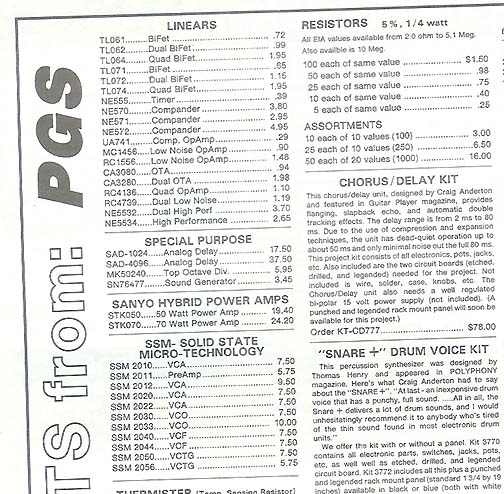 TS from: PGS
LINEARS
TL061........BiFet ........ .72
TL062........Dual BiFet ........ .99
TL064........Quad BiFet ........ 1.95
TL071........BiFet ........ .65
TL072........Dual BiFet ........ 1.15
TL074........Quad BiFet ........ 1.95
NE555........Timer ........ .39
NE570........Compander ........ 3.80
NE571........Compander ........ 2.95
NE572........Compander ........ 4.95
UA741........Comp. OpAmp ........ .29
MC1456......Low Noise OpAmp ........ .90
RC1556......Low Noise OpAmp ........ 1.48
CA3080......OTA ........ .94
CA3280......Dual OTA ........ 1.98
RC4136......Quad OpAmp ........ 1.10
RC4739......Dual Low Noise ........ 1.19
NE5532......Dual High Perf ........ 3.70
NE5534......High Performance ........ 2.65
SPECIAL PURPOSE
SAD-1024......Analog Delay ........ 17.50
SAD-4096......Analog Delay ........ 37.50
MK50240......Top Octave Div. ........ 5.95
SN76477......Sound Generator ........ 3.45
SANYO HYBRID POWER AMPS
STK050......50 Watt Power Amp ........ 19.40
STK070......70 Watt Power Amp ........ 24.20
SSM- SOLID STATE
MICRO-TECHNOLOGY
SSM 2010......VCA ........ 7.50
SSM 2011......PreAmp ........ 5.75
SSM 2012......VCA ........ 9.50
SSM 2020......VCA ........ 7.50
SSM 2022......VCA ........ 7.50
SSM 2030......VCO ........ 7.50
SSM 2033......VCO ........ 10.00
SSM 2040......VCF ........ 7.50
SSM 2044......VCF ........ 7.50
SSM 2050......VCTG ........ 7.50
SSM 2056......VCTG ........ 5.75
THERMISTER (Temp. Sensing Resistor)
RESISTORS 5%, 1/4 watt
All EIA values available from 2.0 ohm to 5.1 Meg.
Also availble is 10 Meg.
100 each of same value ........ $1.50
50 each of same value ........ .98
25 each of same value ........ .75
10 each of same value ........ .40
5 each of same value ........ .25
ASSORTMENTS
10 each of 10 values (100) ........ 3.00
25 each of 10 values (250) ........ 6.50
50 each of 20 values (1000) ........ 16.00
CHORUS/DELAY KIT
This chorus/delay unit, designed by Craig Anderton
and featured in Guitar Player magazine, provides
flanging, slapback echo, and automatic double
tracking effects. The delay range is from 2 ms to 80
ms. Due to the use of compression and expansion
techniques, the unit has dead-quiet operation up to
about 50 ms and only minimal noise out the full 80 ms.
This project kit consists of all electronics, pots, jacks,
etc. Also included are the two circuit boards (etched,
drilled, and legended) needed for the project. Not
included is wire, solder, case, knobs, etc. The
Chorus/Delay unit also needs a well regulated
bi-polar 15 volt power supply (not included). (A
punched and legended rack mount panel will soon be
available for this project.)
Order KT-CD777 ........ $78.00
"SNARE +" DRUM VOICE KIT
This percussion synthesizer was designed by
Thomas Henry and appeared in POLYPHONY
magazine. Here's what Craig Anderton had to say
about the "SNARE +". "At last - an inexpensive drum
voice that has a punchy, full sound. .....All in all, the
Snare + delivers a lot of drum sounds, and I would
unhesitatingly recommend it to anybody who's tired
of the thin sound found in most electronic drum
units."
We offer the kit with or without a panel. Kit 3770
contains all electronic parts, switches, jacks, pots,
etc, as well well as etched, drilled, and legended
circuit board. Kit 3772 includes all this plus a punched
and legended rack mount panel (standard 1 3/4 by 19
inches) available in black or blue (both with white